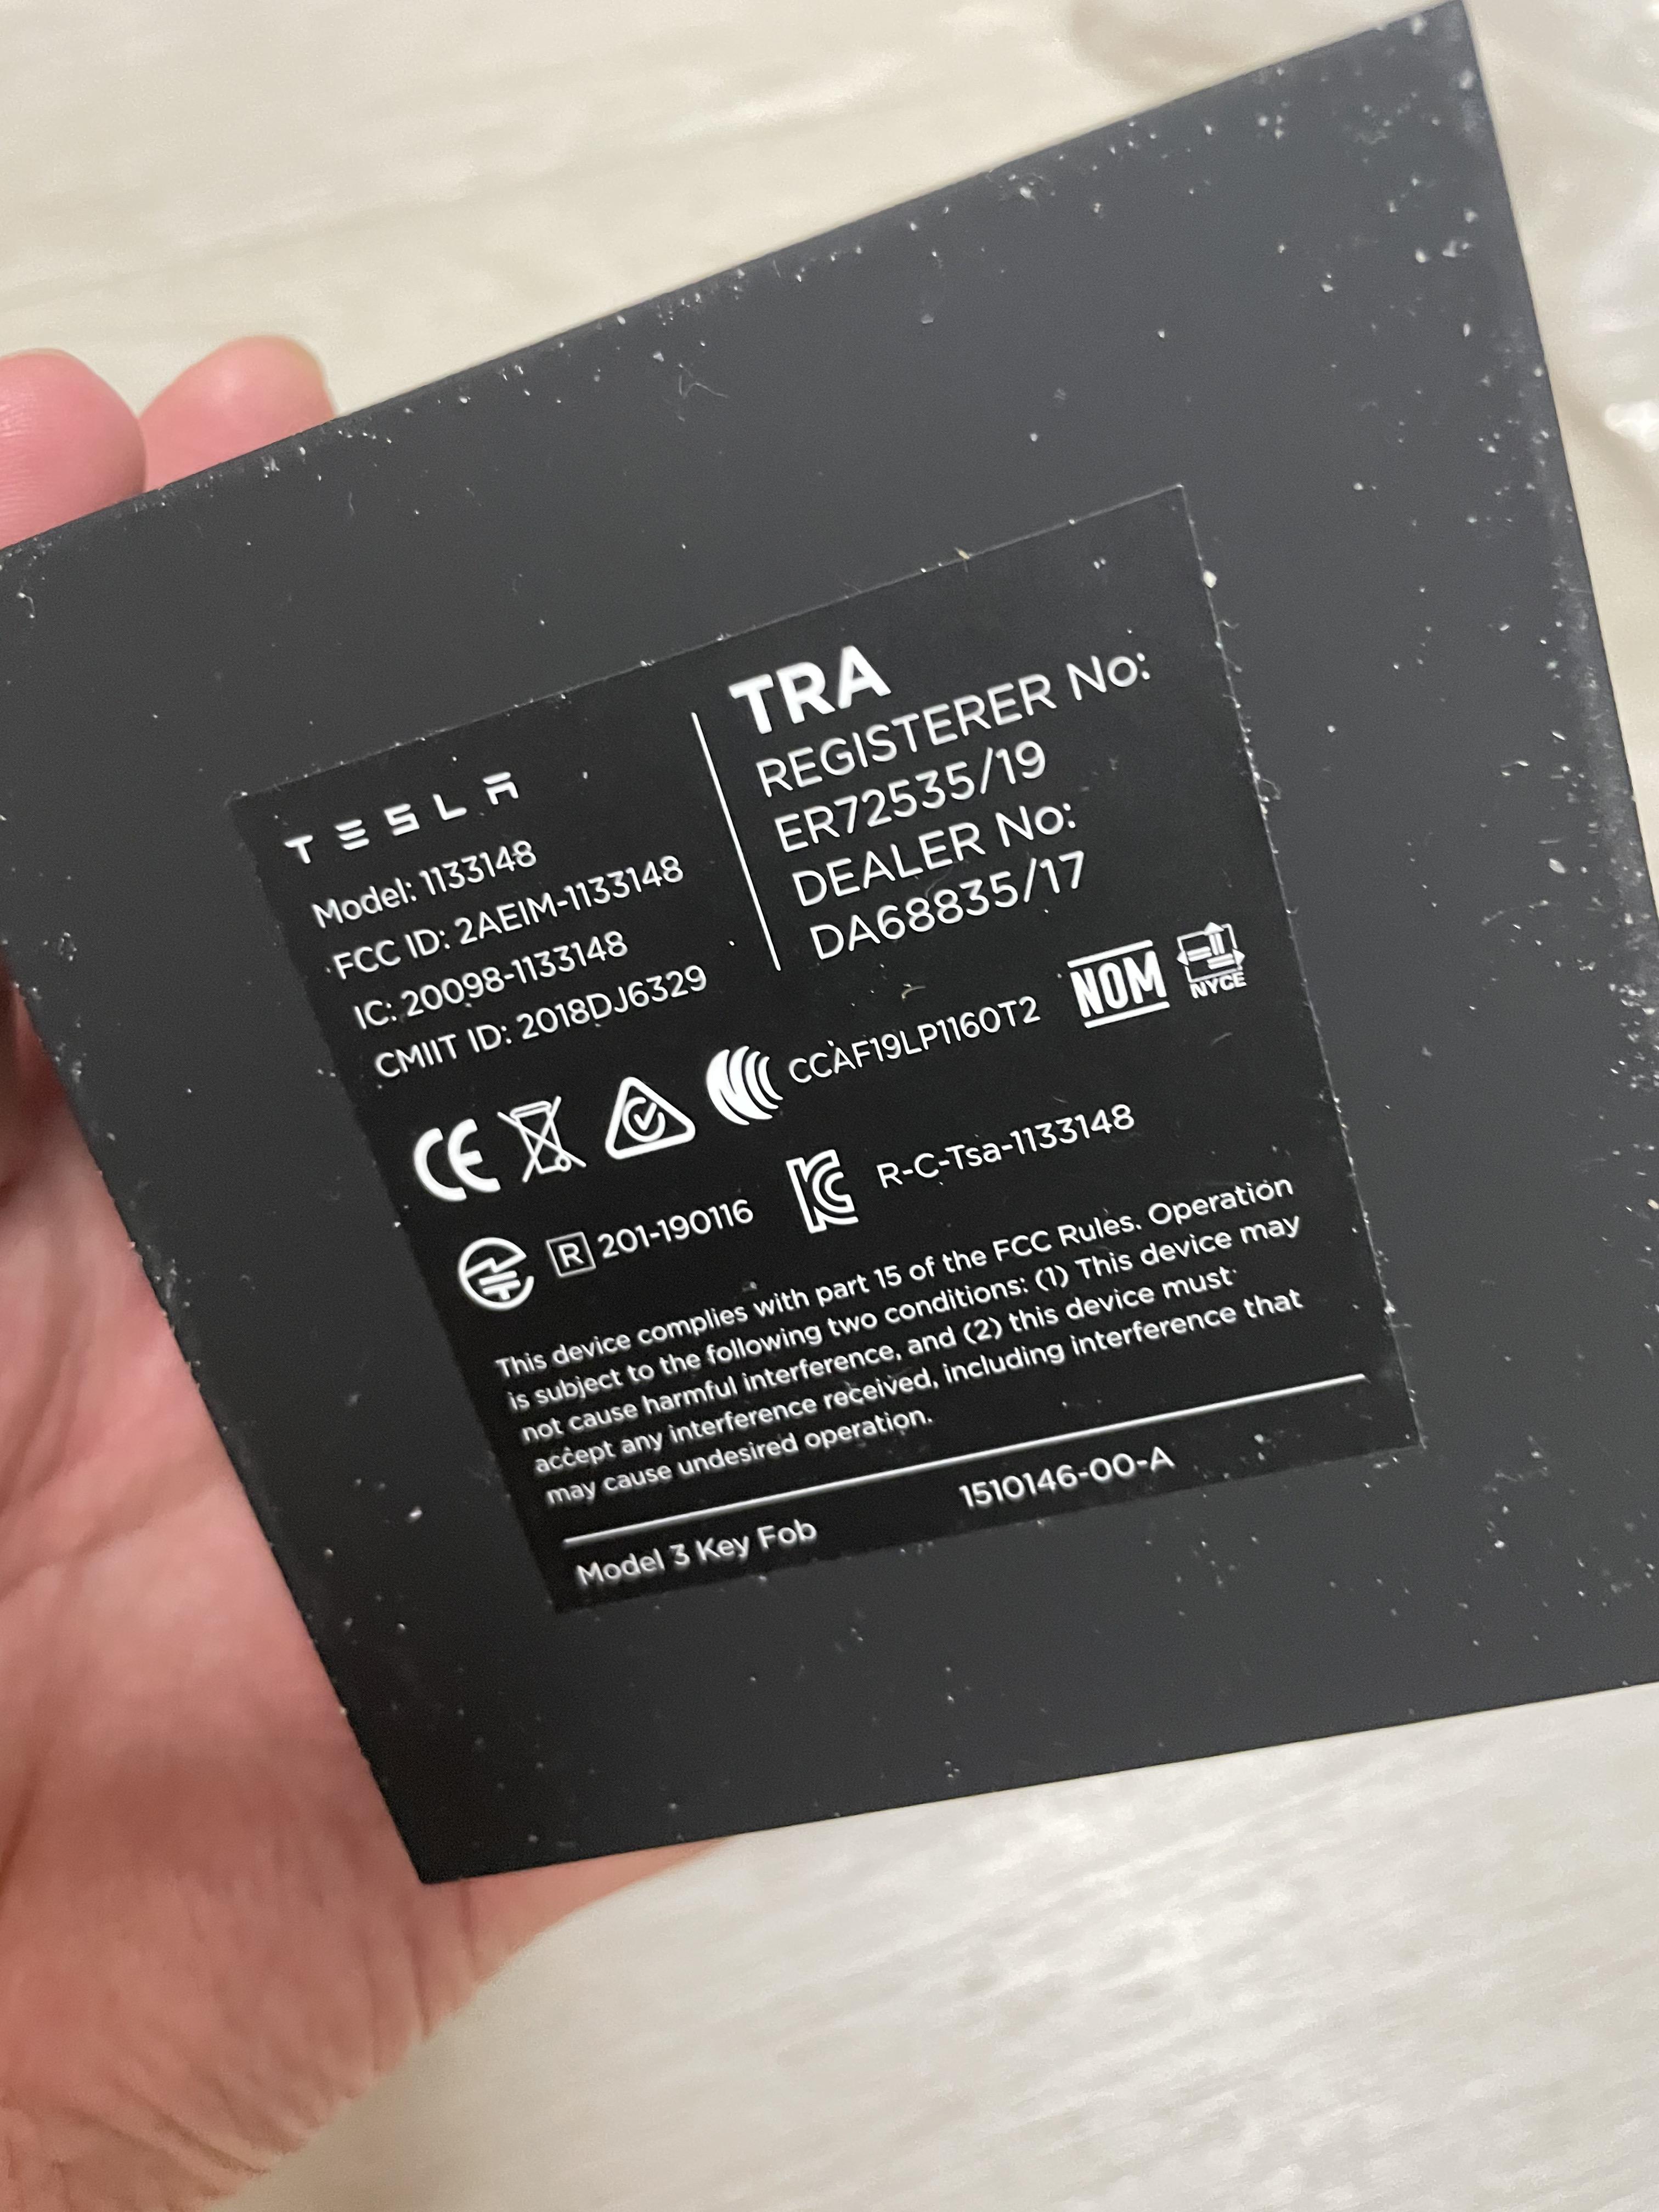 TESLA
Model: 1133148
FCC ID: 2AEIM-1133148
IC: 20098-1133148
CMIIT ID: 2018DJ6329
TRA
REGISTERER No:
ER72535/19
DEALER No:
DA68835/17
CE
CCAF19LP1160T2
NOM
NYCE
R 201-190116
R-C-Tsa-1133148
This device complies with part 15 of the FCC Rules. Operation
is subject to the following two conditions: (1) This device may
not cause harmful interference, and (2) this device must
accept any interference received, including interference that
may cause undesired operation.
Model 3 Key Fob
1510146-00-A